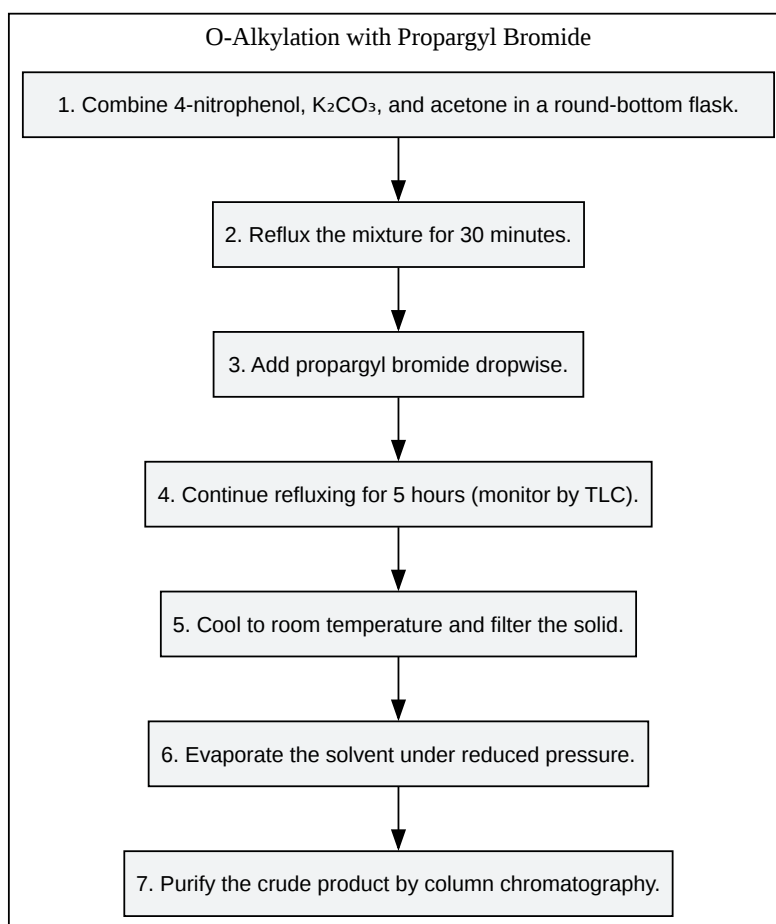 O-Alkylation with Propargyl Bromide
1. Combine 4-nitrophenol, K₂CO₃, and acetone in a round-bottom flask.
2. Reflux the mixture for 30 minutes.
3. Add propargyl bromide dropwise.
4. Continue refluxing for 5 hours (monitor by TLC).
5. Cool to room temperature and filter the solid.
6. Evaporate the solvent under reduced pressure.
7. Purify the crude product by column chromatography.